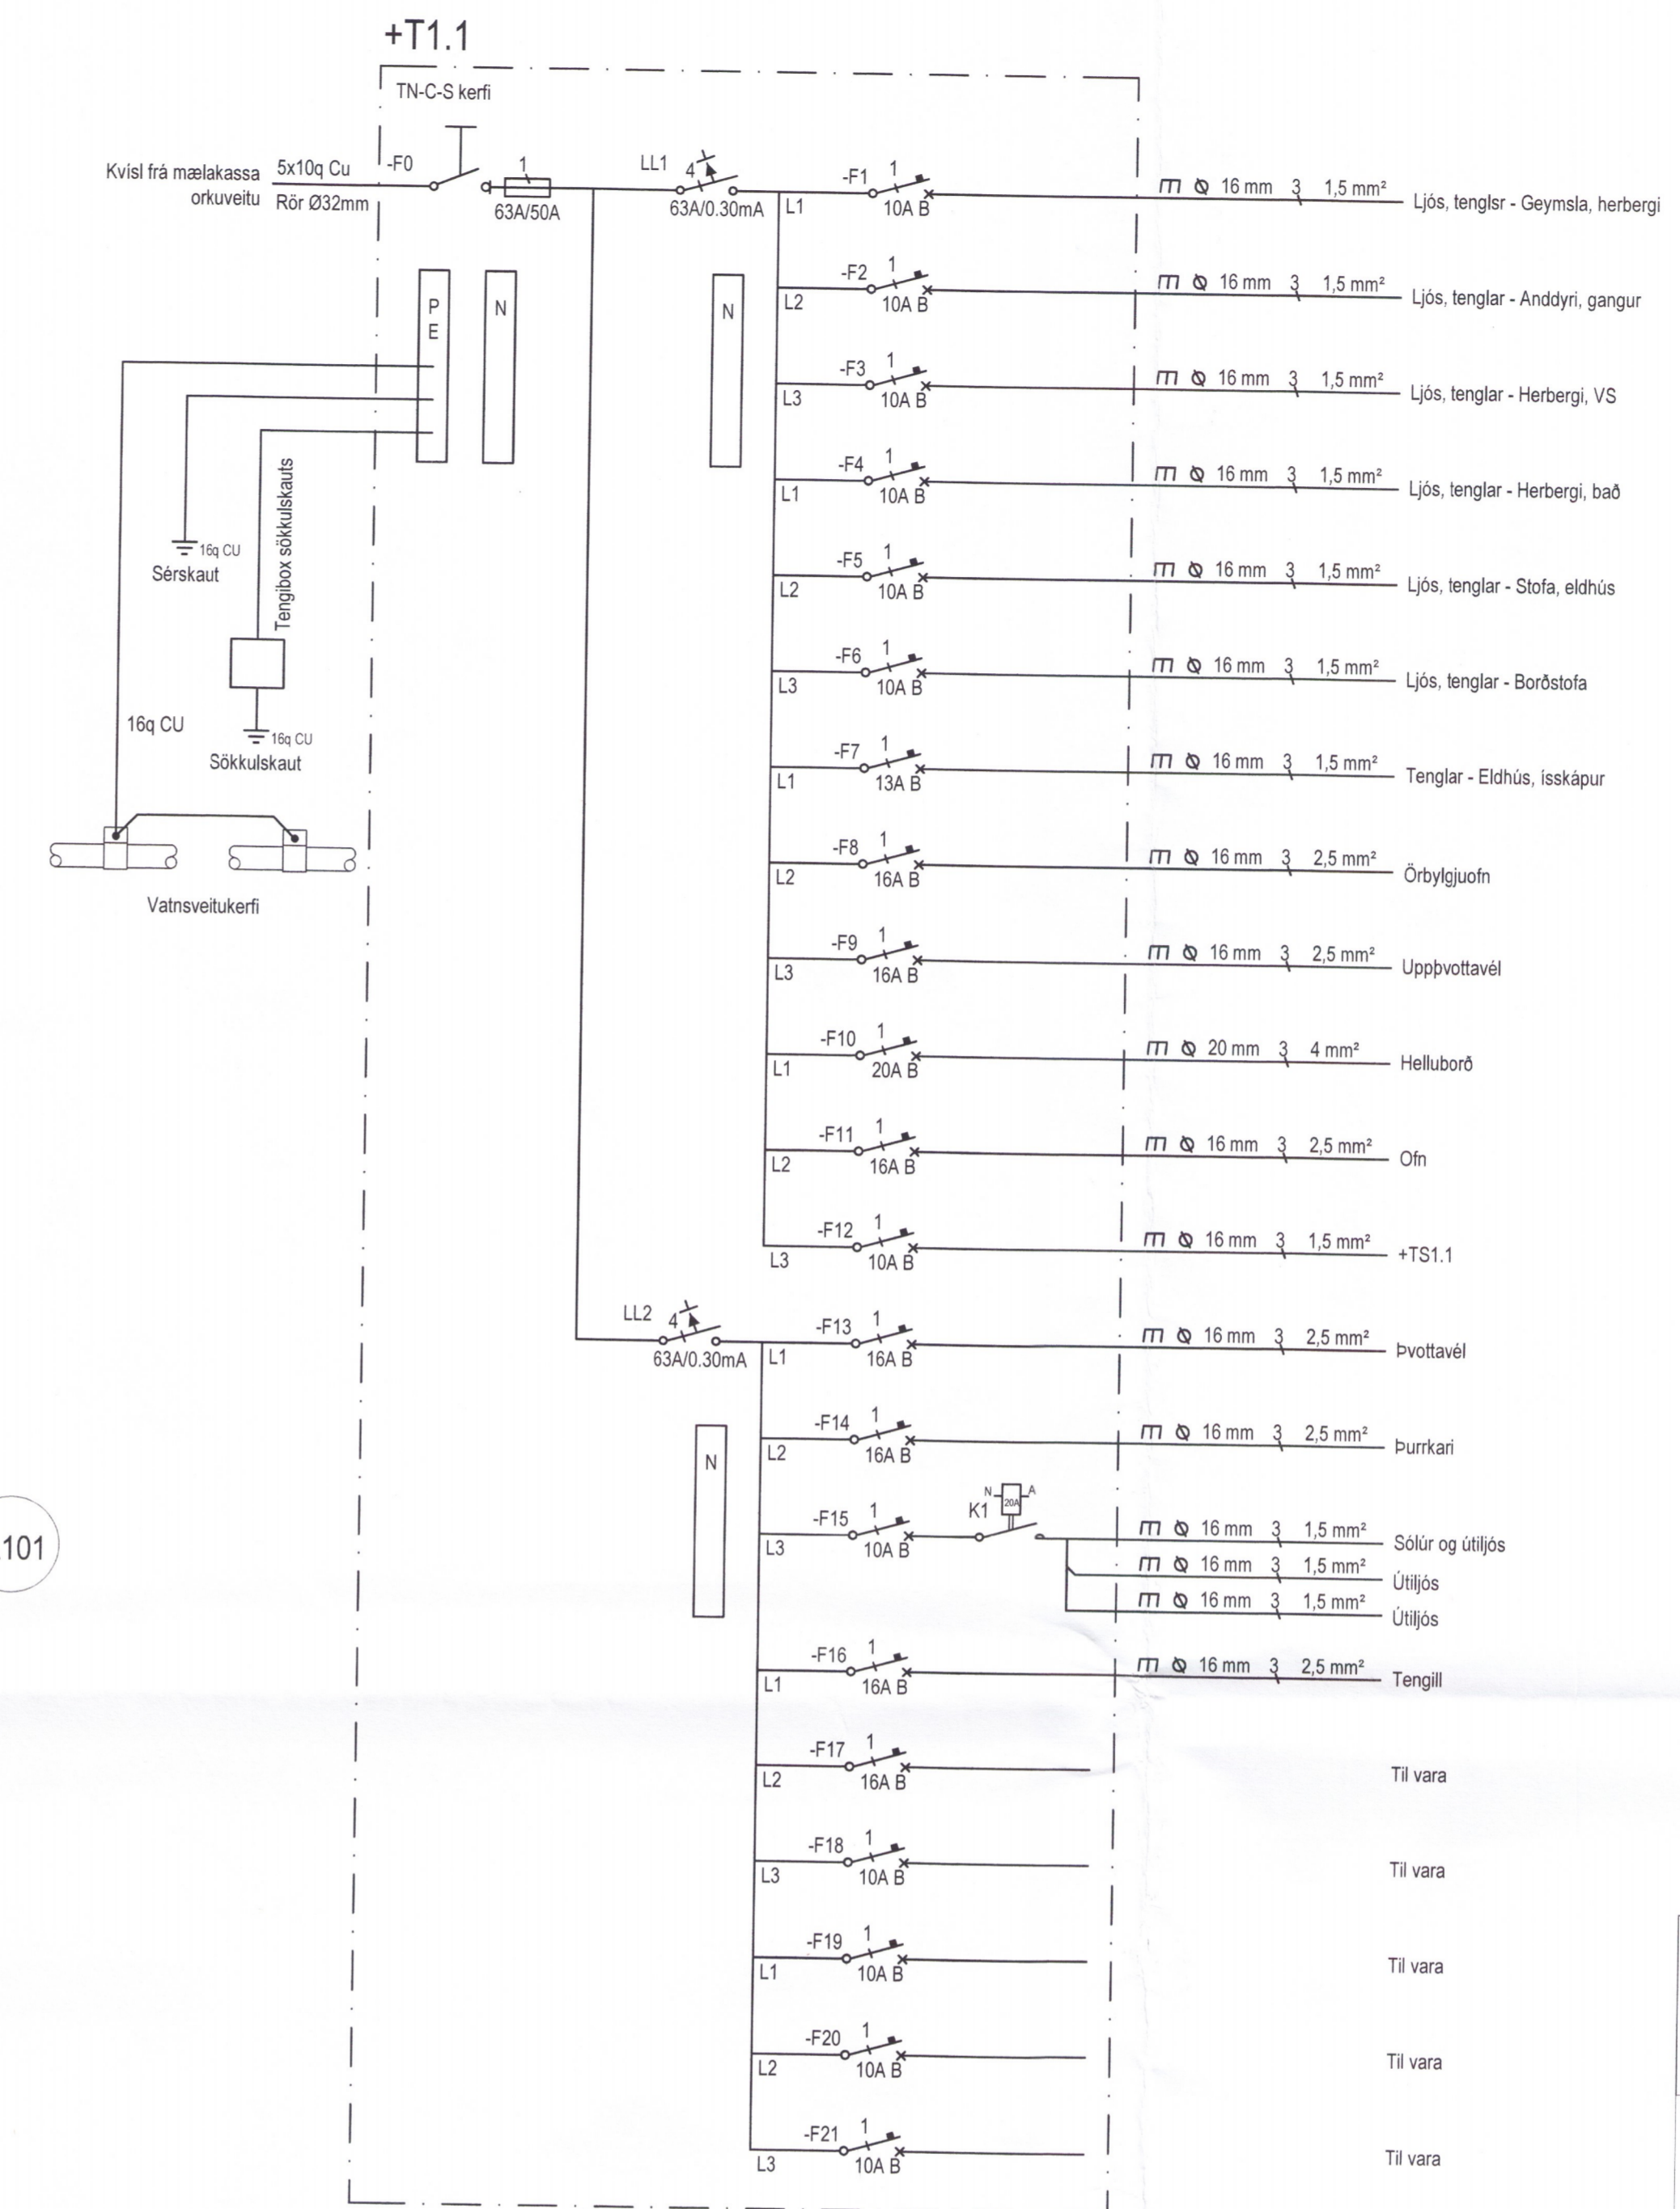 +T1.1
TN-C-S kerfi
Kvísl frá mælakassa
orkuveitu
5x10q Cu
Rör Ø32mm
-F0
1
63A/50A
LL1
4
63A/0.30mA
L1
-F1
1
10A B
16 mm 3 1,5 mm²
Ljós, tenglsr - Geymsla, herbergi
L2
-F2
1
10A B
16 mm 3 1,5 mm²
Ljós, tenglar - Anddyri, gangur
P
E
N
N
L3
-F3
1
10A B
16 mm 3 1,5 mm²
Ljós, tenglar - Herbergi, VS
L1
-F4
1
10A B
16 mm 3 1,5 mm²
Ljós, tenglar - Herbergi, bað
16q CU
Sérskaut
Tengibox sökkulskauts
L2
-F5
1
10A B
16 mm 3 1,5 mm²
Ljós, tenglar - Stofa, eldhús
L3
-F6
1
10A B
16 mm 3 1,5 mm²
Ljós, tenglar - Borðstofa
16q CU
16q CU
Sökkulskaut
L1
-F7
1
13A B
16 mm 3 1,5 mm²
Tenglar - Eldhús, ísskápur
L2
-F8
1
16A B
16 mm 3 2,5 mm²
Örbylgjuofn
Vatnsveitukerfi
L3
-F9
1
16A B
16 mm 3 2,5 mm²
Uppþvottavél
L1
-F10
1
20A B
20 mm 3 4 mm²
Helluborð
L2
-F11
1
16A B
16 mm 3 2,5 mm²
Ofn
L3
-F12
1
10A B
16 mm 3 1,5 mm²
+TS1.1
LL2
4
63A/0.30mA
L1
-F13
1
16A B
16 mm 3 2,5 mm²
Þvottavél
L2
-F14
1
16A B
16 mm 3 2,5 mm²
Þurrkari
N
L3
-F15
1
10A B
K1
N
20A
A
16 mm 3 1,5 mm²
Sólúr og útiljós
16 mm 3 1,5 mm²
Útiljós
16 mm 3 1,5 mm²
Útiljós
101
L1
-F16
1
16A B
16 mm 3 2,5 mm²
Tengill
L2
-F17
1
16A B
Til vara
L3
-F18
1
10A B
Til vara
L1
-F19
1
10A B
Til vara
L2
-F20
1
10A B
Til vara
L3
-F21
1
10A B
Til vara